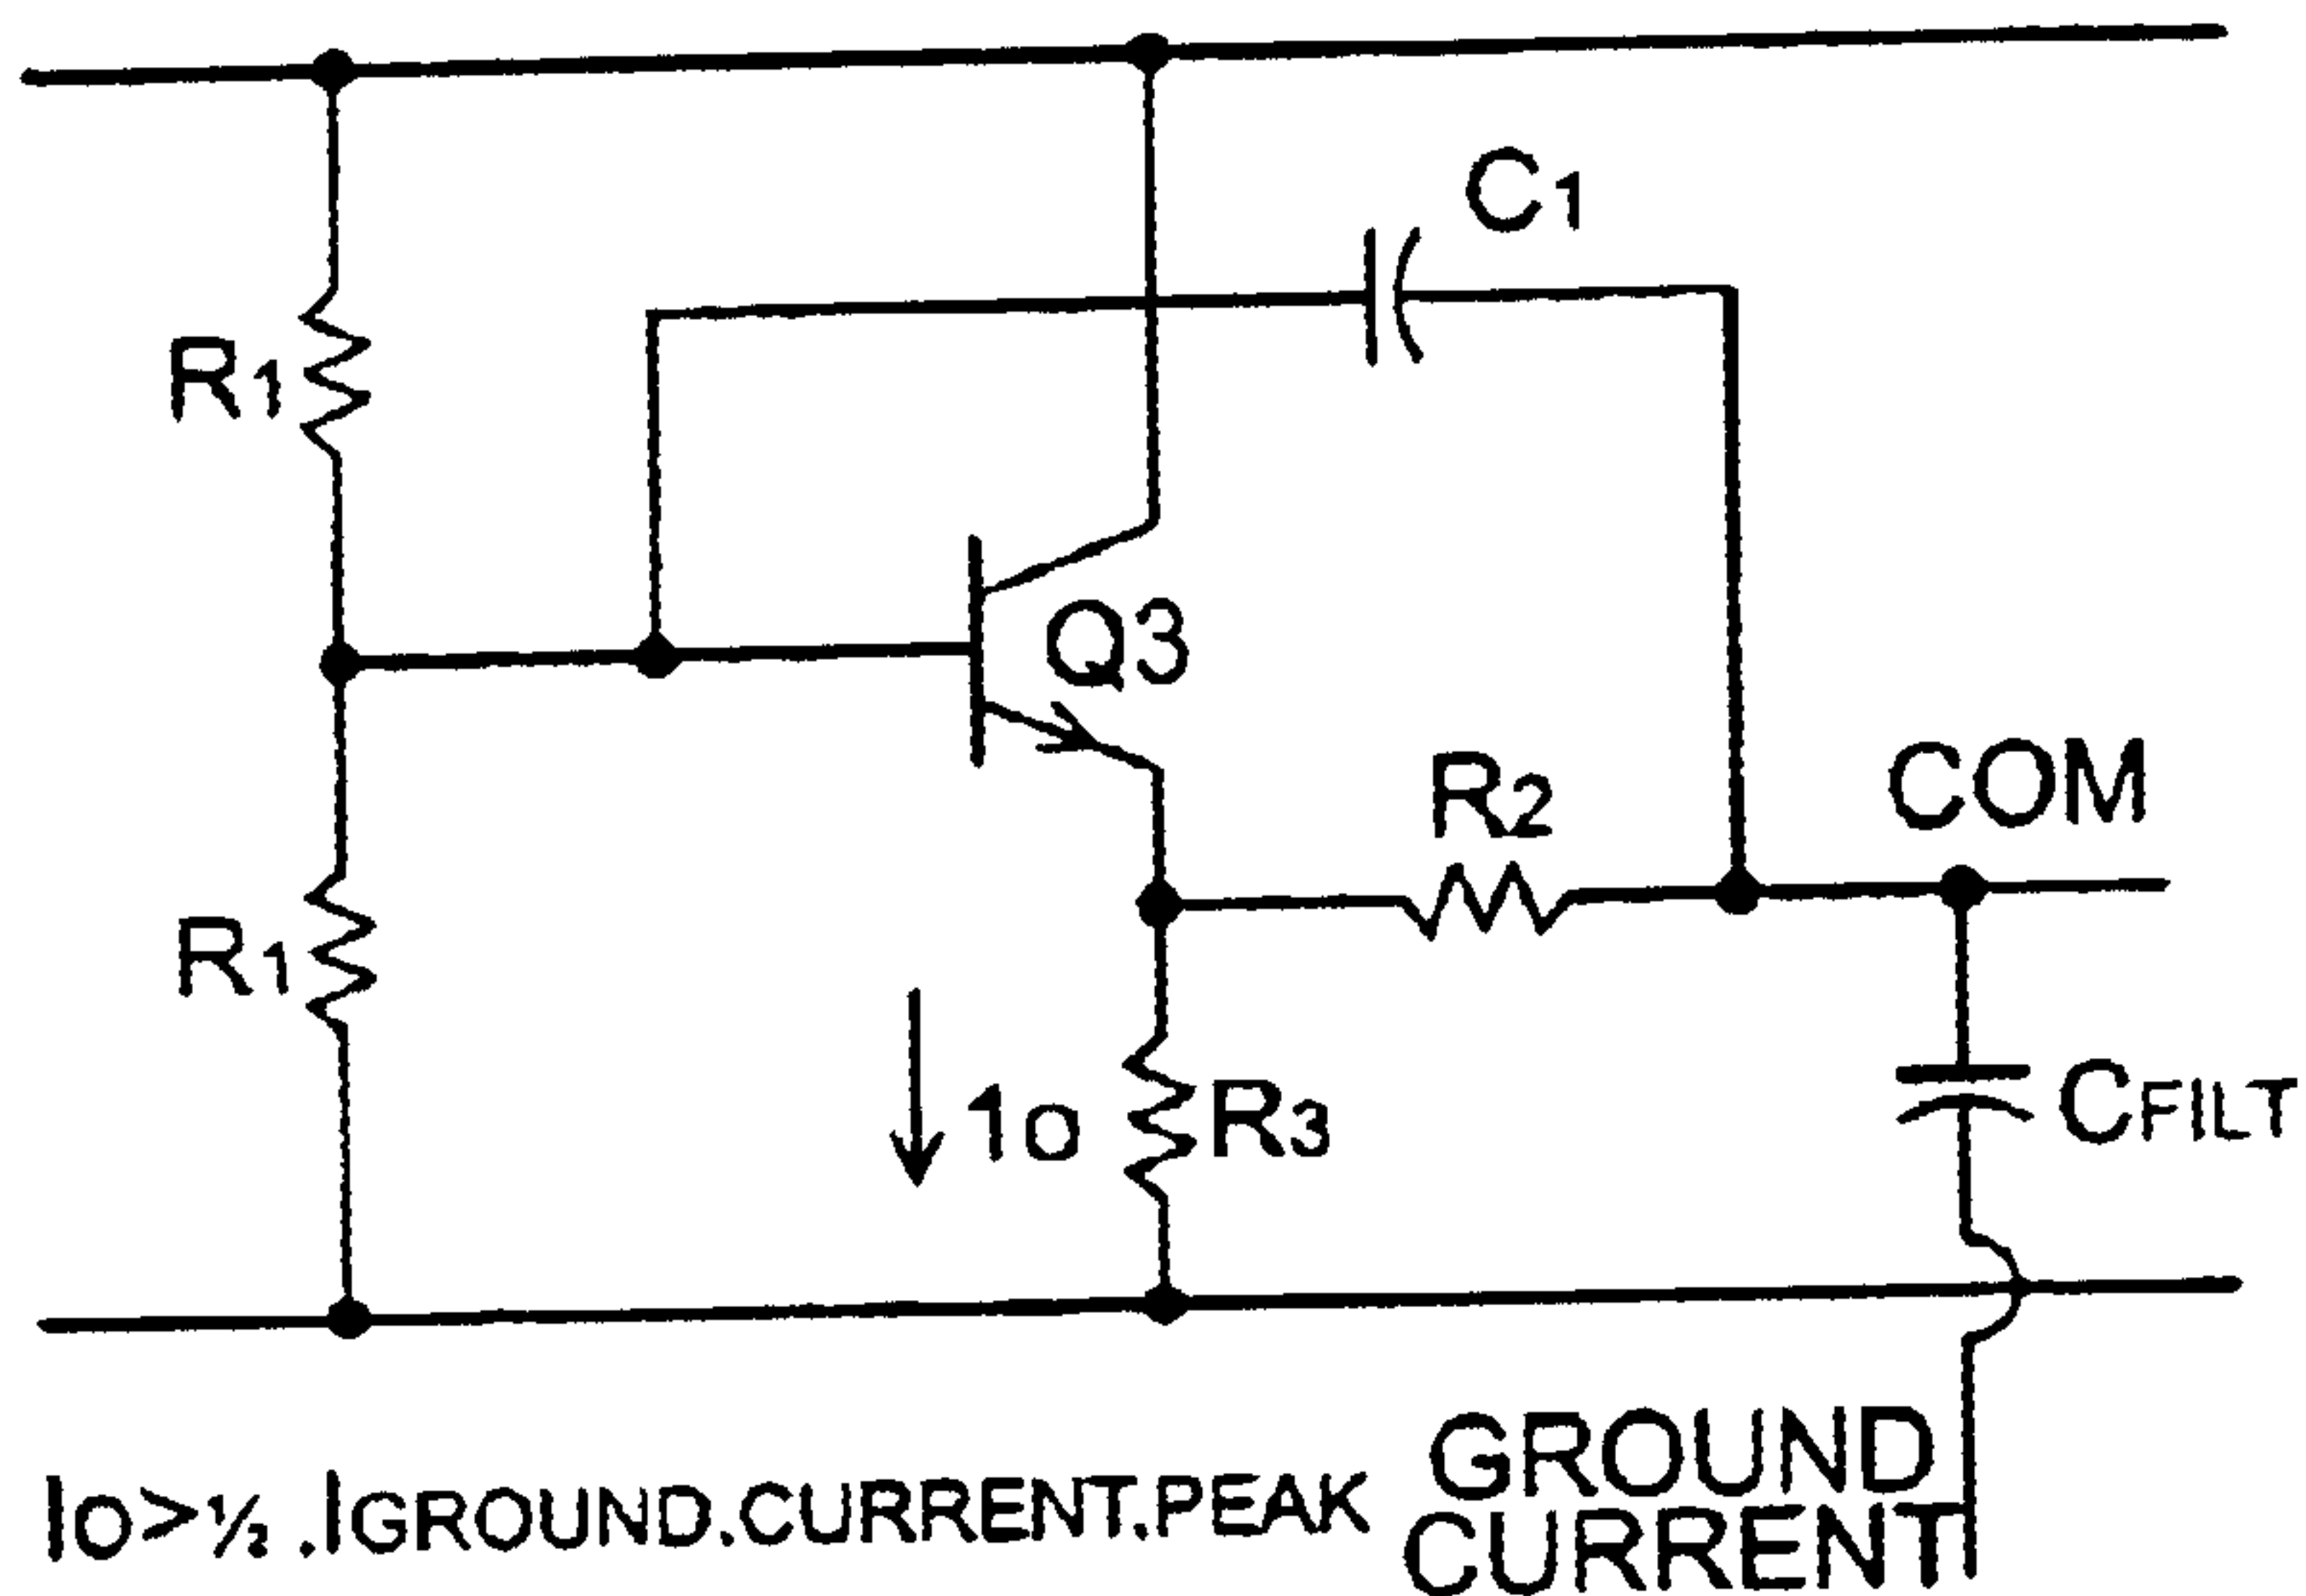 C1
R1
Q3
R2
COM
R1
1O
R3
CFILT
IO>½.IGROUND.CURRENT.PEAK
GROUND
CURRENT